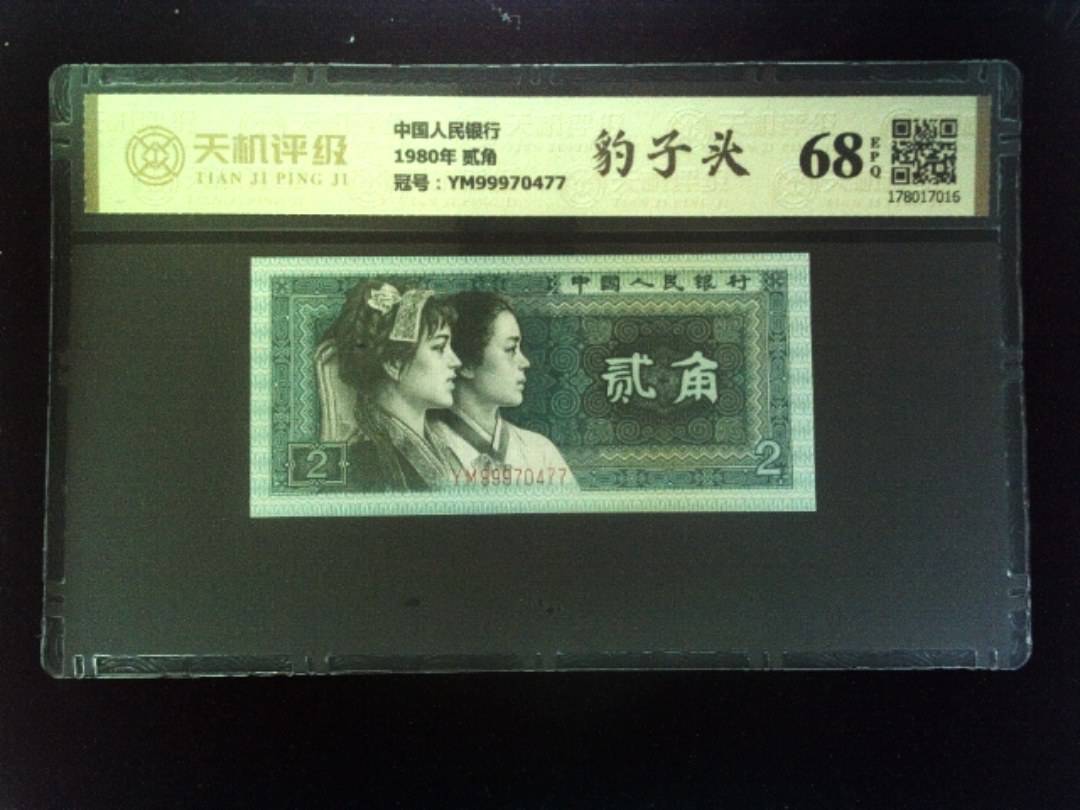 天机评级
TIAN JI PING JI
中国人民银行
1980年 贰角
冠号：YM99970477
豹子头
68
EPQ
178017016
中国人民银行
贰角
2
2
YM99970477